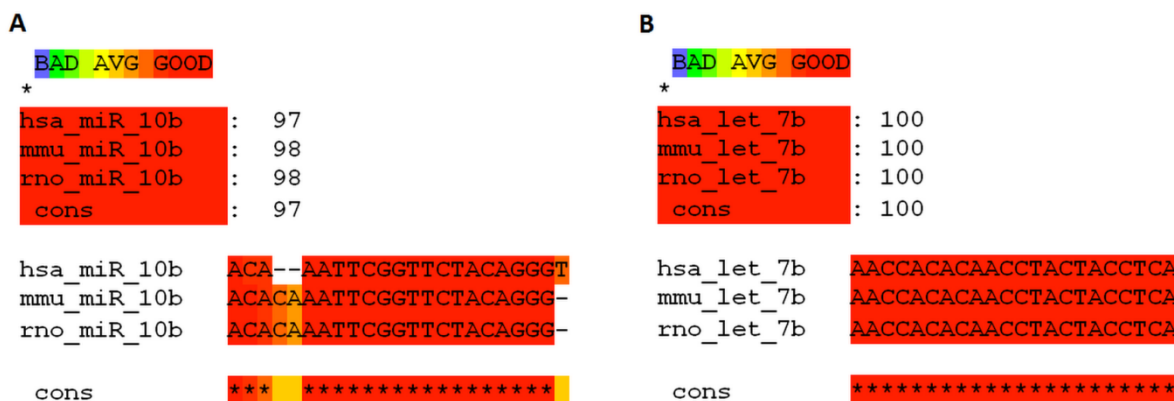 A
BAD AVG GOOD
*
hsa_miR_10b : 97
mmu_miR_10b : 98
rno_miR_10b : 98
cons : 97
hsa_miR_10b ACA--AATTCGGTTCTACAGGGT
mmu_miR_10b ACACAAATTCGGTTCTACAGGG-
rno_miR_10b ACACAAATTCGGTTCTACAGGG-
cons ***  *****************
B
BAD AVG GOOD
*
hsa_let_7b : 100
mmu_let_7b : 100
rno_let_7b : 100
cons : 100
hsa_let_7b AACCACACAACCTACTACCTCA
mmu_let_7b AACCACACAACCTACTACCTCA
rno_let_7b AACCACACAACCTACTACCTCA
cons **********************